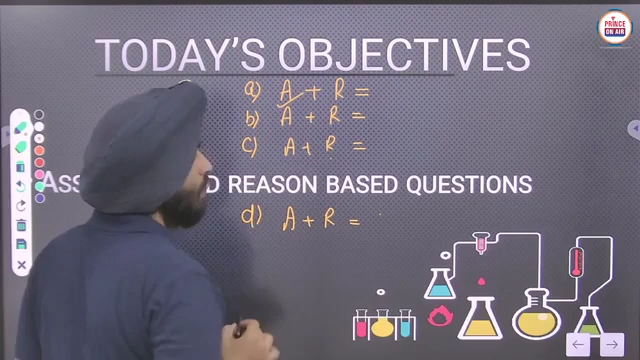 PRINCE
ON AIR
TODAY'S OBJECTIVES
a) A + R =
b) A + R =
c) A + R =
REASON BASED QUESTIONS
d) A + R =